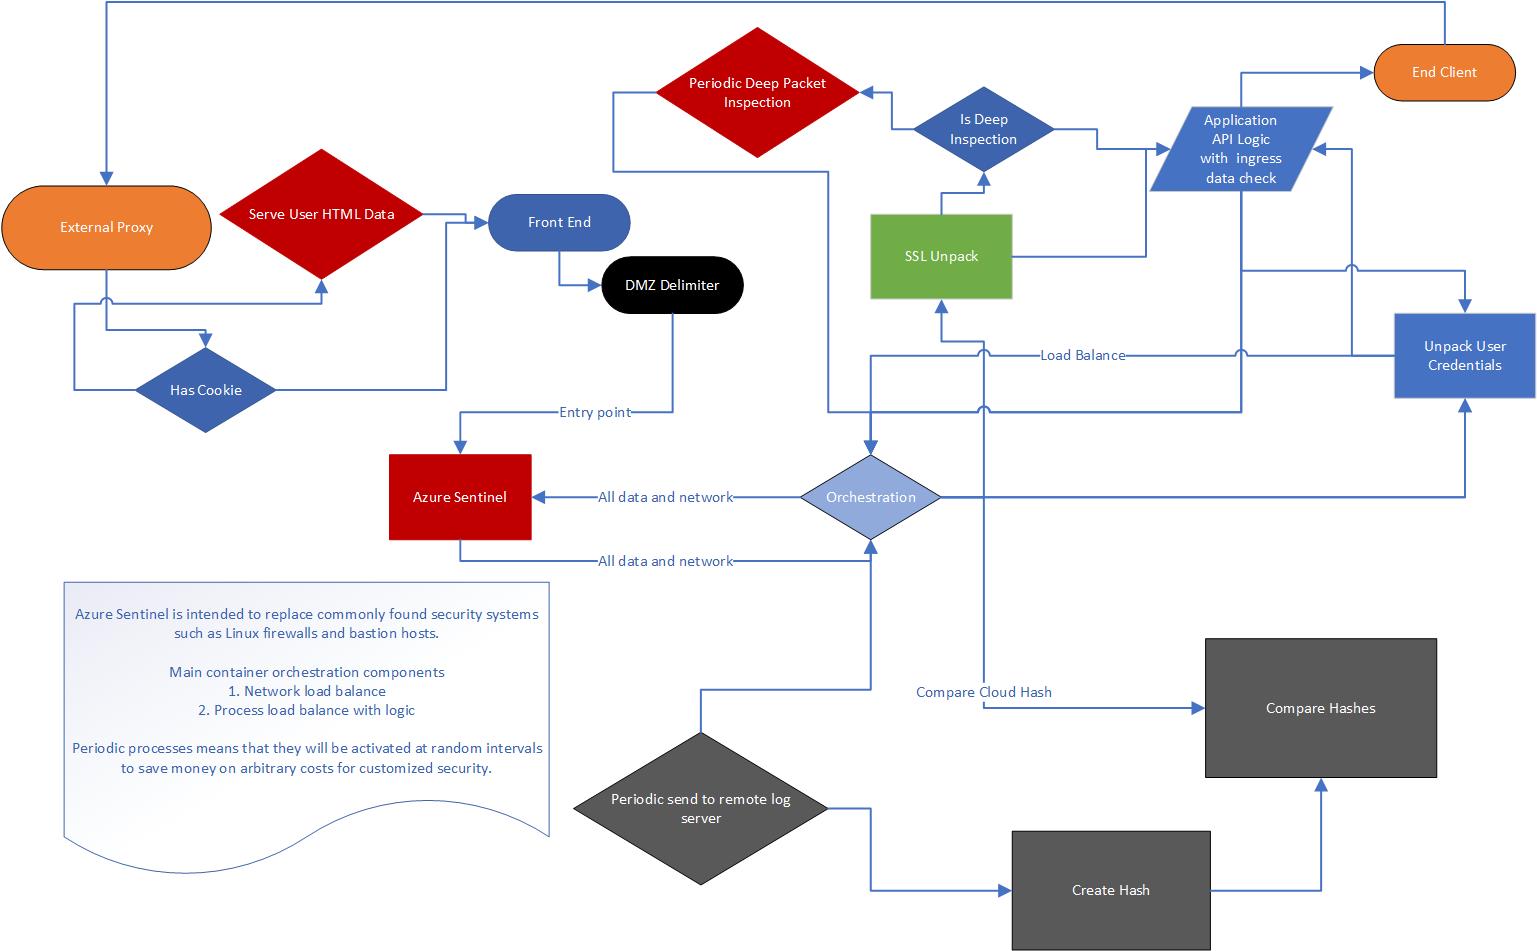 End Client
Periodic Deep Packet
Inspection
Is Deep
Inspection
Application
API Logic
with ingress
data check
External Proxy
Serve User HTML Data
Front End
SSL Unpack
DMZ Delimiter
Unpack User
Credentials
Load Balance
Has Cookie
Entry point
Azure Sentinel
All data and network
Orchestration
All data and network
Azure Sentinel is intended to replace commonly found security systems
such as Linux firewalls and bastion hosts.
Main container orchestration components
1. Network load balance
2. Process load balance with logic
Periodic processes means that they will be activated at random intervals
to save money on arbitrary costs for customized security.
Compare Cloud Hash
Compare Hashes
Periodic send to remote log
server
Create Hash